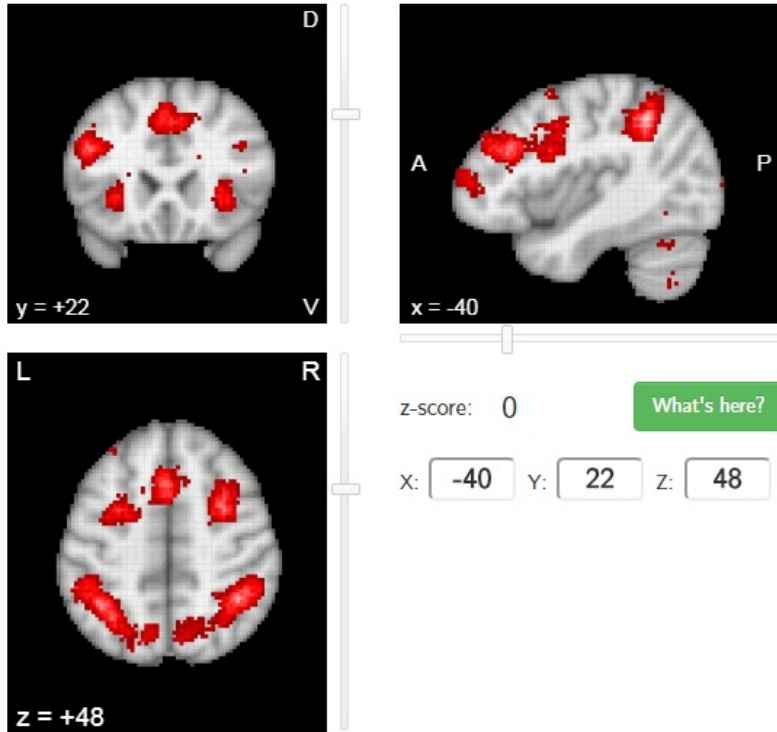 D
y = +22
V
A
P
x = -40
L
R
z = +48
z-score: 0
What's here?
X: -40 Y: 22 Z: 48